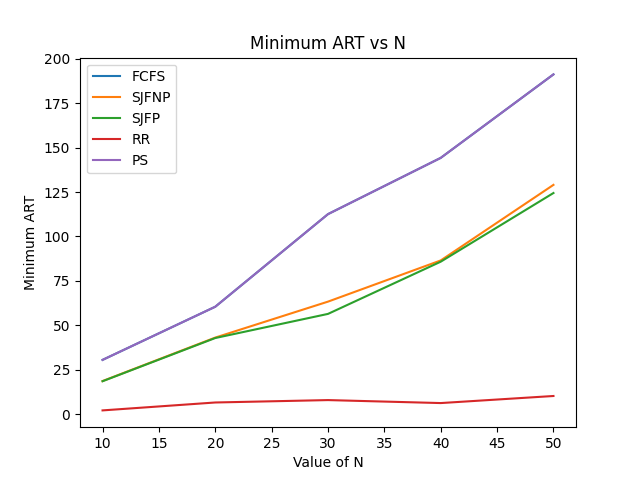 Minimum ART vs N
FCFS
SJFNP
SJFP
RR
PS
200
175
150
125
100
75
50
25
0
Minimum ART
10 15 20 25 30 35 40 45 50
Value of N